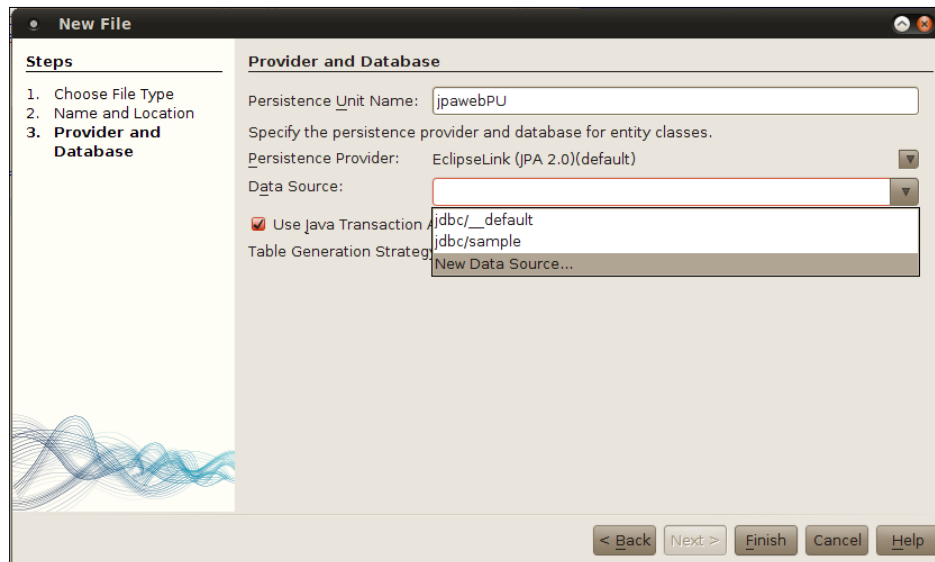 New File
Steps
1. Choose File Type
2. Name and Location
3. Provider and
Database
Provider and Database
Persistence Unit Name: jpawebPU
Specify the persistence provider and database for entity classes.
Persistence Provider: EclipseLink (JPA 2.0)(default)
Data Source:
jdbc/__default
jdbc/sample
New Data Source...
Use Java Transaction
Table Generation
< Back Next > Finish Cancel Help